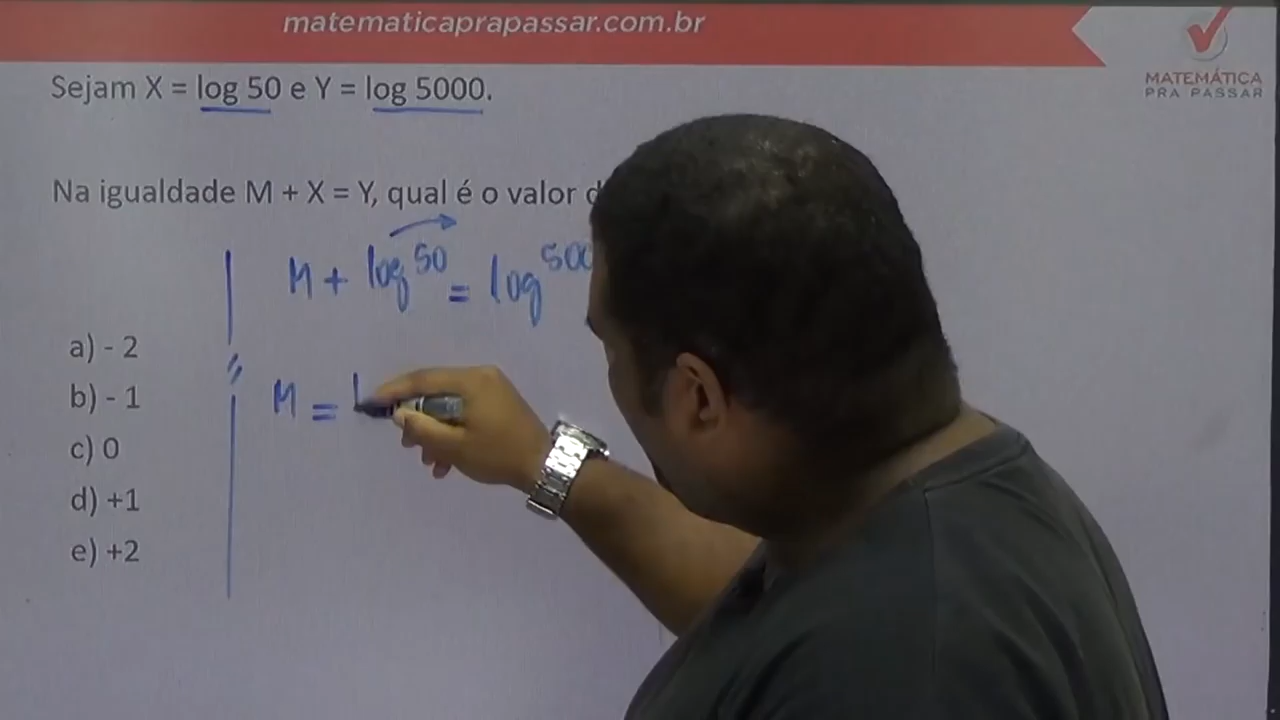 matematicaprapassar.com.br
MATEMÁTICA
PRA PASSAR
Sejam X = log 50 e Y = log 5000.
Na igualdade M + X = Y, qual é o valor
M + log 50 = log 500
a) - 2
b) - 1
M =
c) 0
d) +1
e) +2